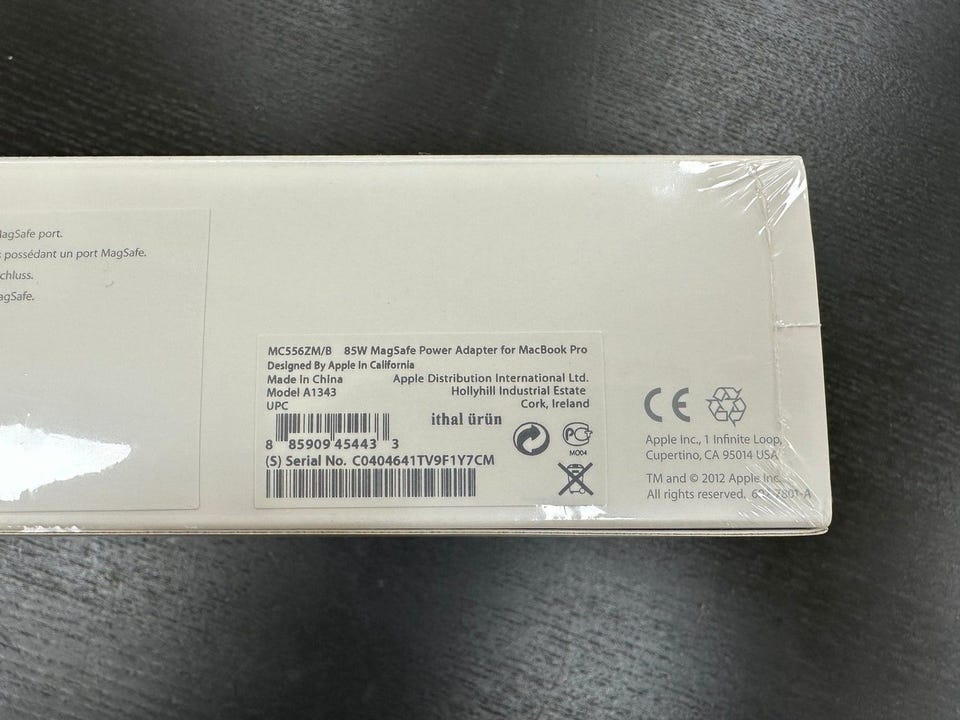 MagSafe port.
possédant un port MagSafe.
chluss.
agSafe.
MC556ZM/B 85W MagSafe Power Adapter for MacBook Pro
Designed By Apple In California
Made In China
Model A1343
UPC
Apple Distribution International Ltd.
Hollyhill Industrial Estate
Cork, Ireland
ithal ürün
8 85909 45443 3
(S) Serial No. C0404641TV9F1Y7CM
PC
MO04
CE
Apple Inc., 1 Infinite Loop,
Cupertino, CA 95014 USA
TM and © 2012 Apple Inc.
All rights reserved.